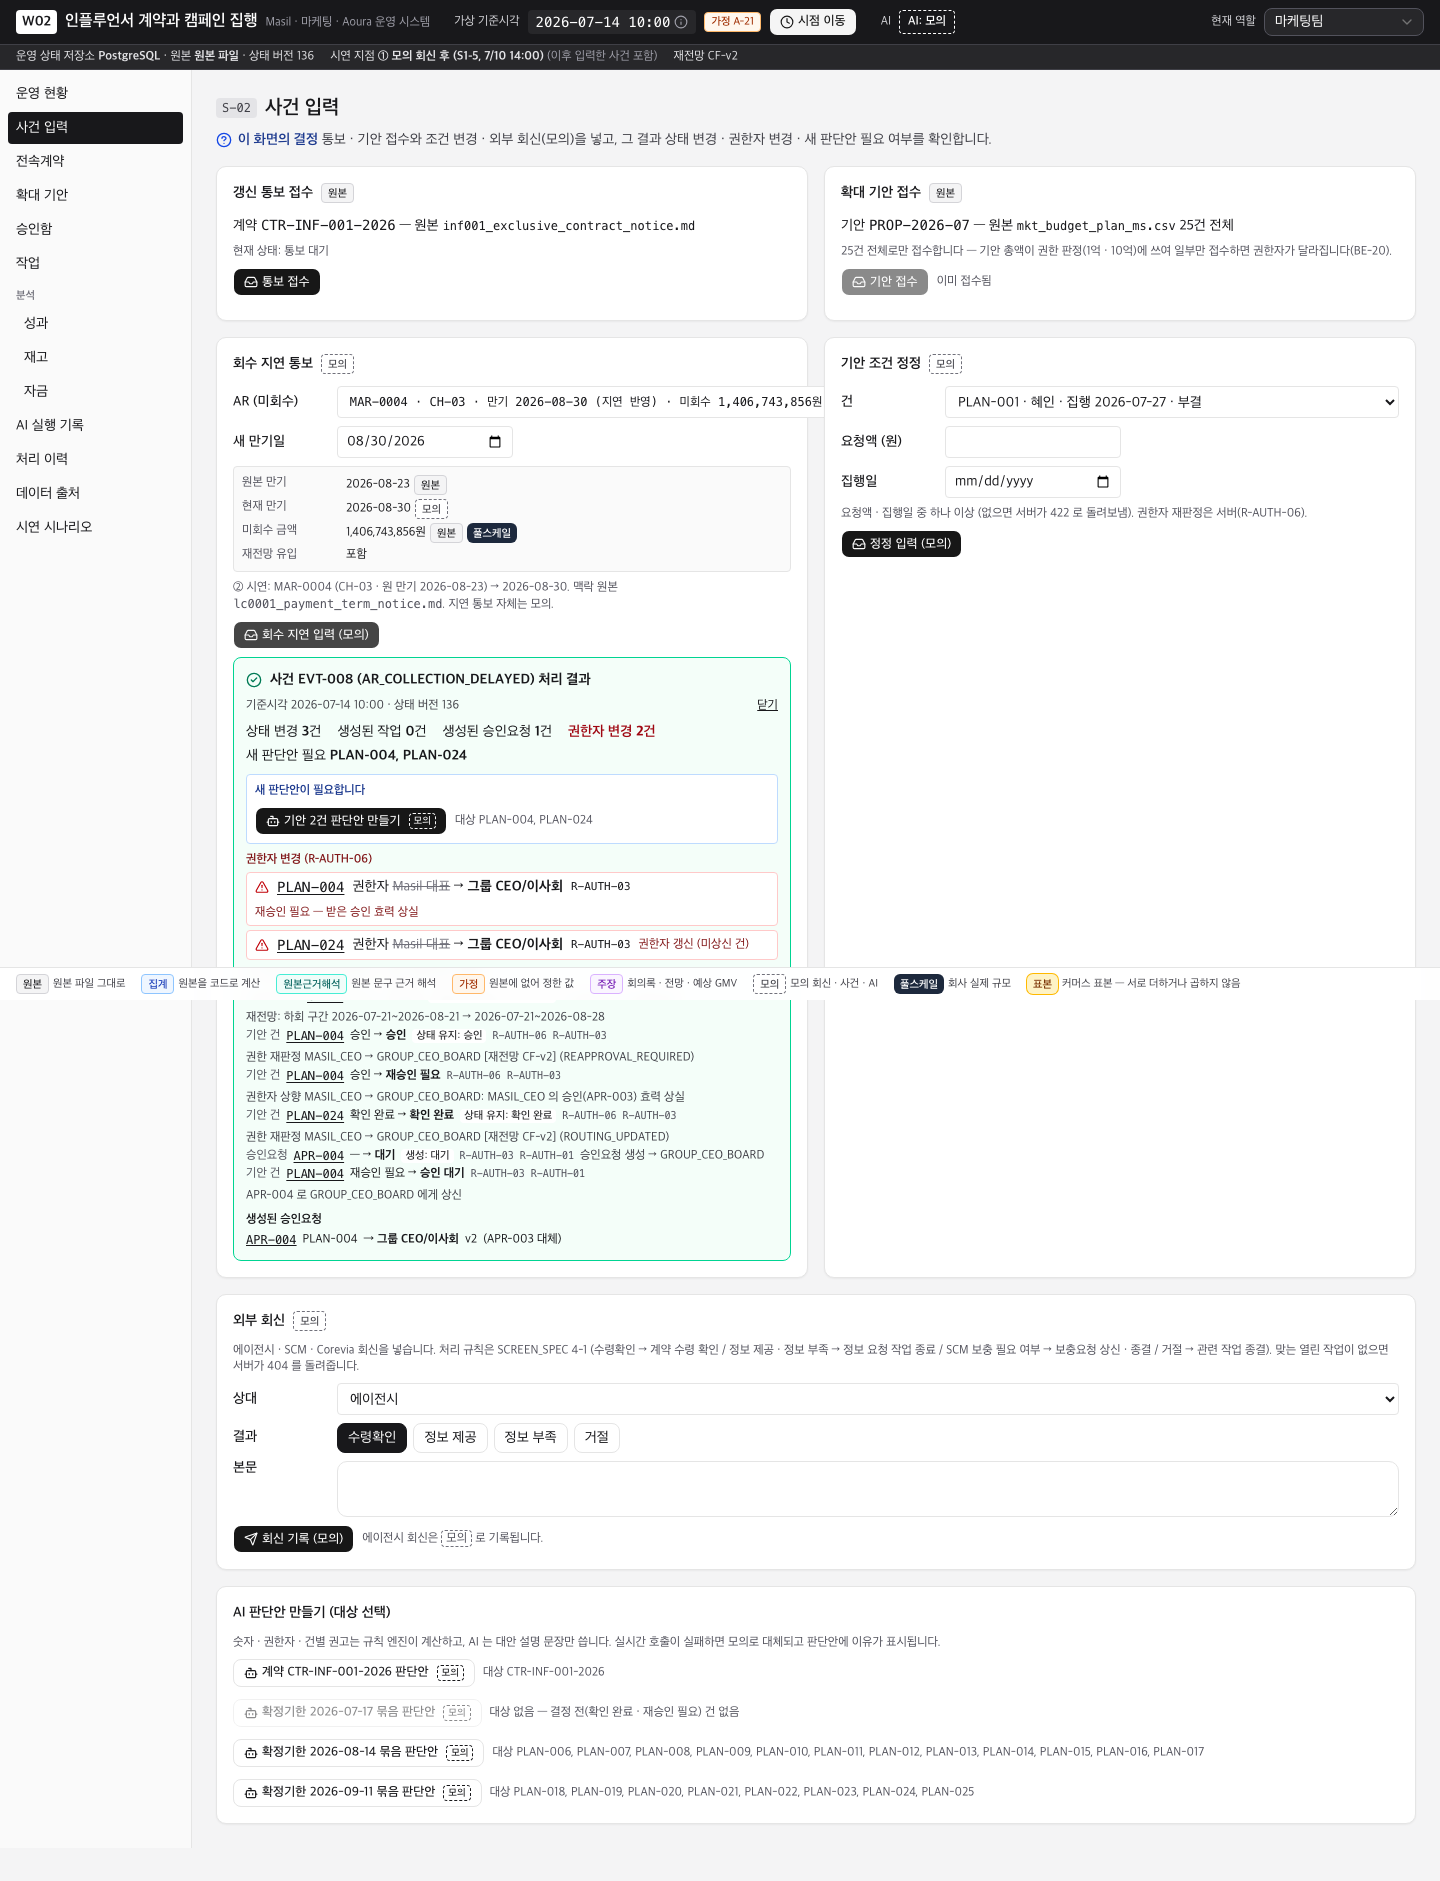 W02 인플루언서 계약과 캠페인 집행 Masil · 마케팅 · Aoura 운영 시스템 가상 기준시각 2026-07-14 10:00 가정 A-21 시점 이동 AI AI: 모의 현재 역할 마케팅팀
운영 상태 저장소 PostgreSQL · 원본 원본 파일 · 상태 버전 136 시연 지점 ① 모의 회신 후 (S1-5, 7/10 14:00) (이후 입력한 사건 포함) 재전망 CF-v2
운영 현황
사건 입력
전속계약
확대 기안
승인함
작업
분석
성과
재고
자금
AI 실행 기록
처리 이력
데이터 출처
시연 시나리오
S-02 사건 입력
이 화면의 결정 통보 · 기안 접수와 조건 변경 · 외부 회신(모의)을 넣고, 그 결과 상태 변경 · 권한자 변경 · 새 판단안 필요 여부를 확인합니다.
갱신 통보 접수 원본
계약 CTR-INF-001-2026 — 원본 inf001_exclusive_contract_notice.md
현재 상태: 통보 대기
통보 접수
확대 기안 접수 원본
기안 PROP-2026-07 — 원본 mkt_budget_plan_ms.csv 25건 전체
25건 전체로만 접수합니다 — 기안 총액이 권한 판정(1억 · 10억)에 쓰여 일부만 접수하면 권한자가 달라집니다(BE-20).
기안 접수 이미 접수됨
회수 지연 통보 모의
AR (미회수) MAR-0004 · CH-03 · 만기 2026-08-30 (지연 반영) · 미회수 1,406,743,856원
새 만기일 08/30/2026
원본 만기 2026-08-23 원본
현재 만기 2026-08-30 모의
미회수 금액 1,406,743,856원 원본 풀스케일
재전망 유입 포함
② 시연: MAR-0004 (CH-03 · 원 만기 2026-08-23) → 2026-08-30. 맥락 원본
lc0001_payment_term_notice.md. 지연 통보 자체는 모의.
회수 지연 입력 (모의)
사건 EVT-008 (AR_COLLECTION_DELAYED) 처리 결과
기준시각 2026-07-14 10:00 · 상태 버전 136 닫기
상태 변경 3건 생성된 작업 0건 생성된 승인요청 1건 권한자 변경 2건
새 판단안 필요 PLAN-004, PLAN-024
새 판단안이 필요합니다
기안 2건 판단안 만들기 모의 대상 PLAN-004, PLAN-024
권한자 변경 (R-AUTH-06)
PLAN-004 권한자 Masil 대표 → 그룹 CEO/이사회 R-AUTH-03
재승인 필요 — 받은 승인 효력 상실
PLAN-024 권한자 Masil 대표 → 그룹 CEO/이사회 R-AUTH-03 권한자 갱신 (미상신 건)
원본 원본 파일 그대로 집계 원본을 코드로 계산 원본근거해석 원본 문구 근거 해석 가정 원본에 없어 정한 값 주장 회의록 · 전망 · 예상 GMV 모의 모의 회신 · 사건 · AI 풀스케일 회사 실제 규모 표본 커머스 표본 — 서로 더하거나 곱하지 않음
재전망: 하회 구간 2026-07-21~2026-08-21 → 2026-07-21~2026-08-28
기안 건 PLAN-004 승인 → 승인 상태 유지: 승인 R-AUTH-06 R-AUTH-03
권한 재판정 MASIL_CEO → GROUP_CEO_BOARD [재전망 CF-v2] (REAPPROVAL_REQUIRED)
기안 건 PLAN-004 승인 → 재승인 필요 R-AUTH-06 R-AUTH-03
권한자 상향 MASIL_CEO → GROUP_CEO_BOARD: MASIL_CEO 의 승인(APR-003) 효력 상실
기안 건 PLAN-024 확인 완료 → 확인 완료 상태 유지: 확인 완료 R-AUTH-06 R-AUTH-03
권한 재판정 MASIL_CEO → GROUP_CEO_BOARD [재전망 CF-v2] (ROUTING_UPDATED)
승인요청 APR-004 — → 대기 생성: 대기 R-AUTH-03 R-AUTH-01 승인요청 생성 → GROUP_CEO_BOARD
기안 건 PLAN-004 재승인 필요 → 승인 대기 R-AUTH-03 R-AUTH-01
APR-004 로 GROUP_CEO_BOARD 에게 상신
생성된 승인요청
APR-004 PLAN-004 → 그룹 CEO/이사회 v2 (APR-003 대체)
기안 조건 정정 모의
건 PLAN-001 · 혜인 · 집행 2026-07-27 · 부결
요청액 (원)
집행일 mm/dd/yyyy
요청액 · 집행일 중 하나 이상 (없으면 서버가 422 로 돌려보냄). 권한자 재판정은 서버(R-AUTH-06).
정정 입력 (모의)
외부 회신 모의
에이전시 · SCM · Corevia 회신을 넣습니다. 처리 규칙은 SCREEN_SPEC 4-1 (수령확인 → 계약 수령 확인 / 정보 제공 · 정보 부족 → 정보 요청 작업 종료 / SCM 보충 필요 여부 → 보충요청 상신 · 종결 / 거절 → 관련 작업 종결). 맞는 열린 작업이 없으면
서버가 404 를 돌려줍니다.
상대 에이전시
결과 수령확인 정보 제공 정보 부족 거절
본문
회신 기록 (모의) 에이전시 회신은 모의 로 기록됩니다.
AI 판단안 만들기 (대상 선택)
숫자 · 권한자 · 건별 권고는 규칙 엔진이 계산하고, AI 는 대안 설명 문장만 씁니다. 실시간 호출이 실패하면 모의로 대체되고 판단안에 이유가 표시됩니다.
계약 CTR-INF-001-2026 판단안 모의 대상 CTR-INF-001-2026
확정기한 2026-07-17 묶음 판단안 모의 대상 없음 — 결정 전(확인 완료 · 재승인 필요) 건 없음
확정기한 2026-08-14 묶음 판단안 모의 대상 PLAN-006, PLAN-007, PLAN-008, PLAN-009, PLAN-010, PLAN-011, PLAN-012, PLAN-013, PLAN-014, PLAN-015, PLAN-016, PLAN-017
확정기한 2026-09-11 묶음 판단안 모의 대상 PLAN-018, PLAN-019, PLAN-020, PLAN-021, PLAN-022, PLAN-023, PLAN-024, PLAN-025